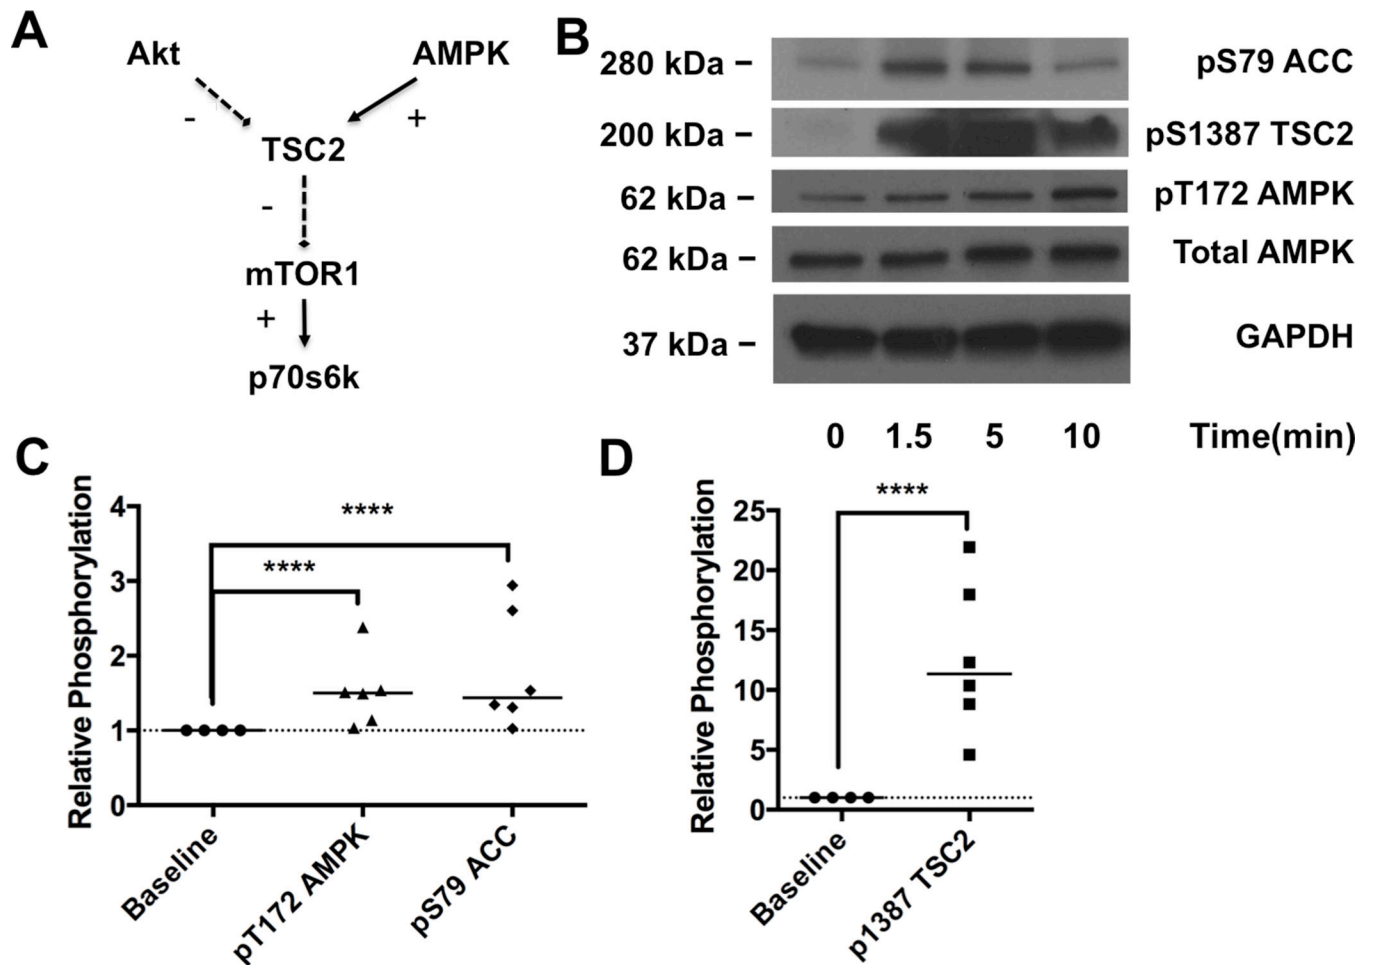 A
Akt
AMPK
-
+
TSC2
-
mTOR1
+
p70s6k
B
280 kDa – pS79 ACC
200 kDa – pS1387 TSC2
62 kDa – pT172 AMPK
62 kDa – Total AMPK
37 kDa – GAPDH
0 1.5 5 10 Time(min)
C
Relative Phosphorylation
4
3
2
1
0
****
****
Baseline
pT172 AMPK
pS79 ACC
D
Relative Phosphorylation
25
20
15
10
5
0
****
Baseline
p1387 TSC2